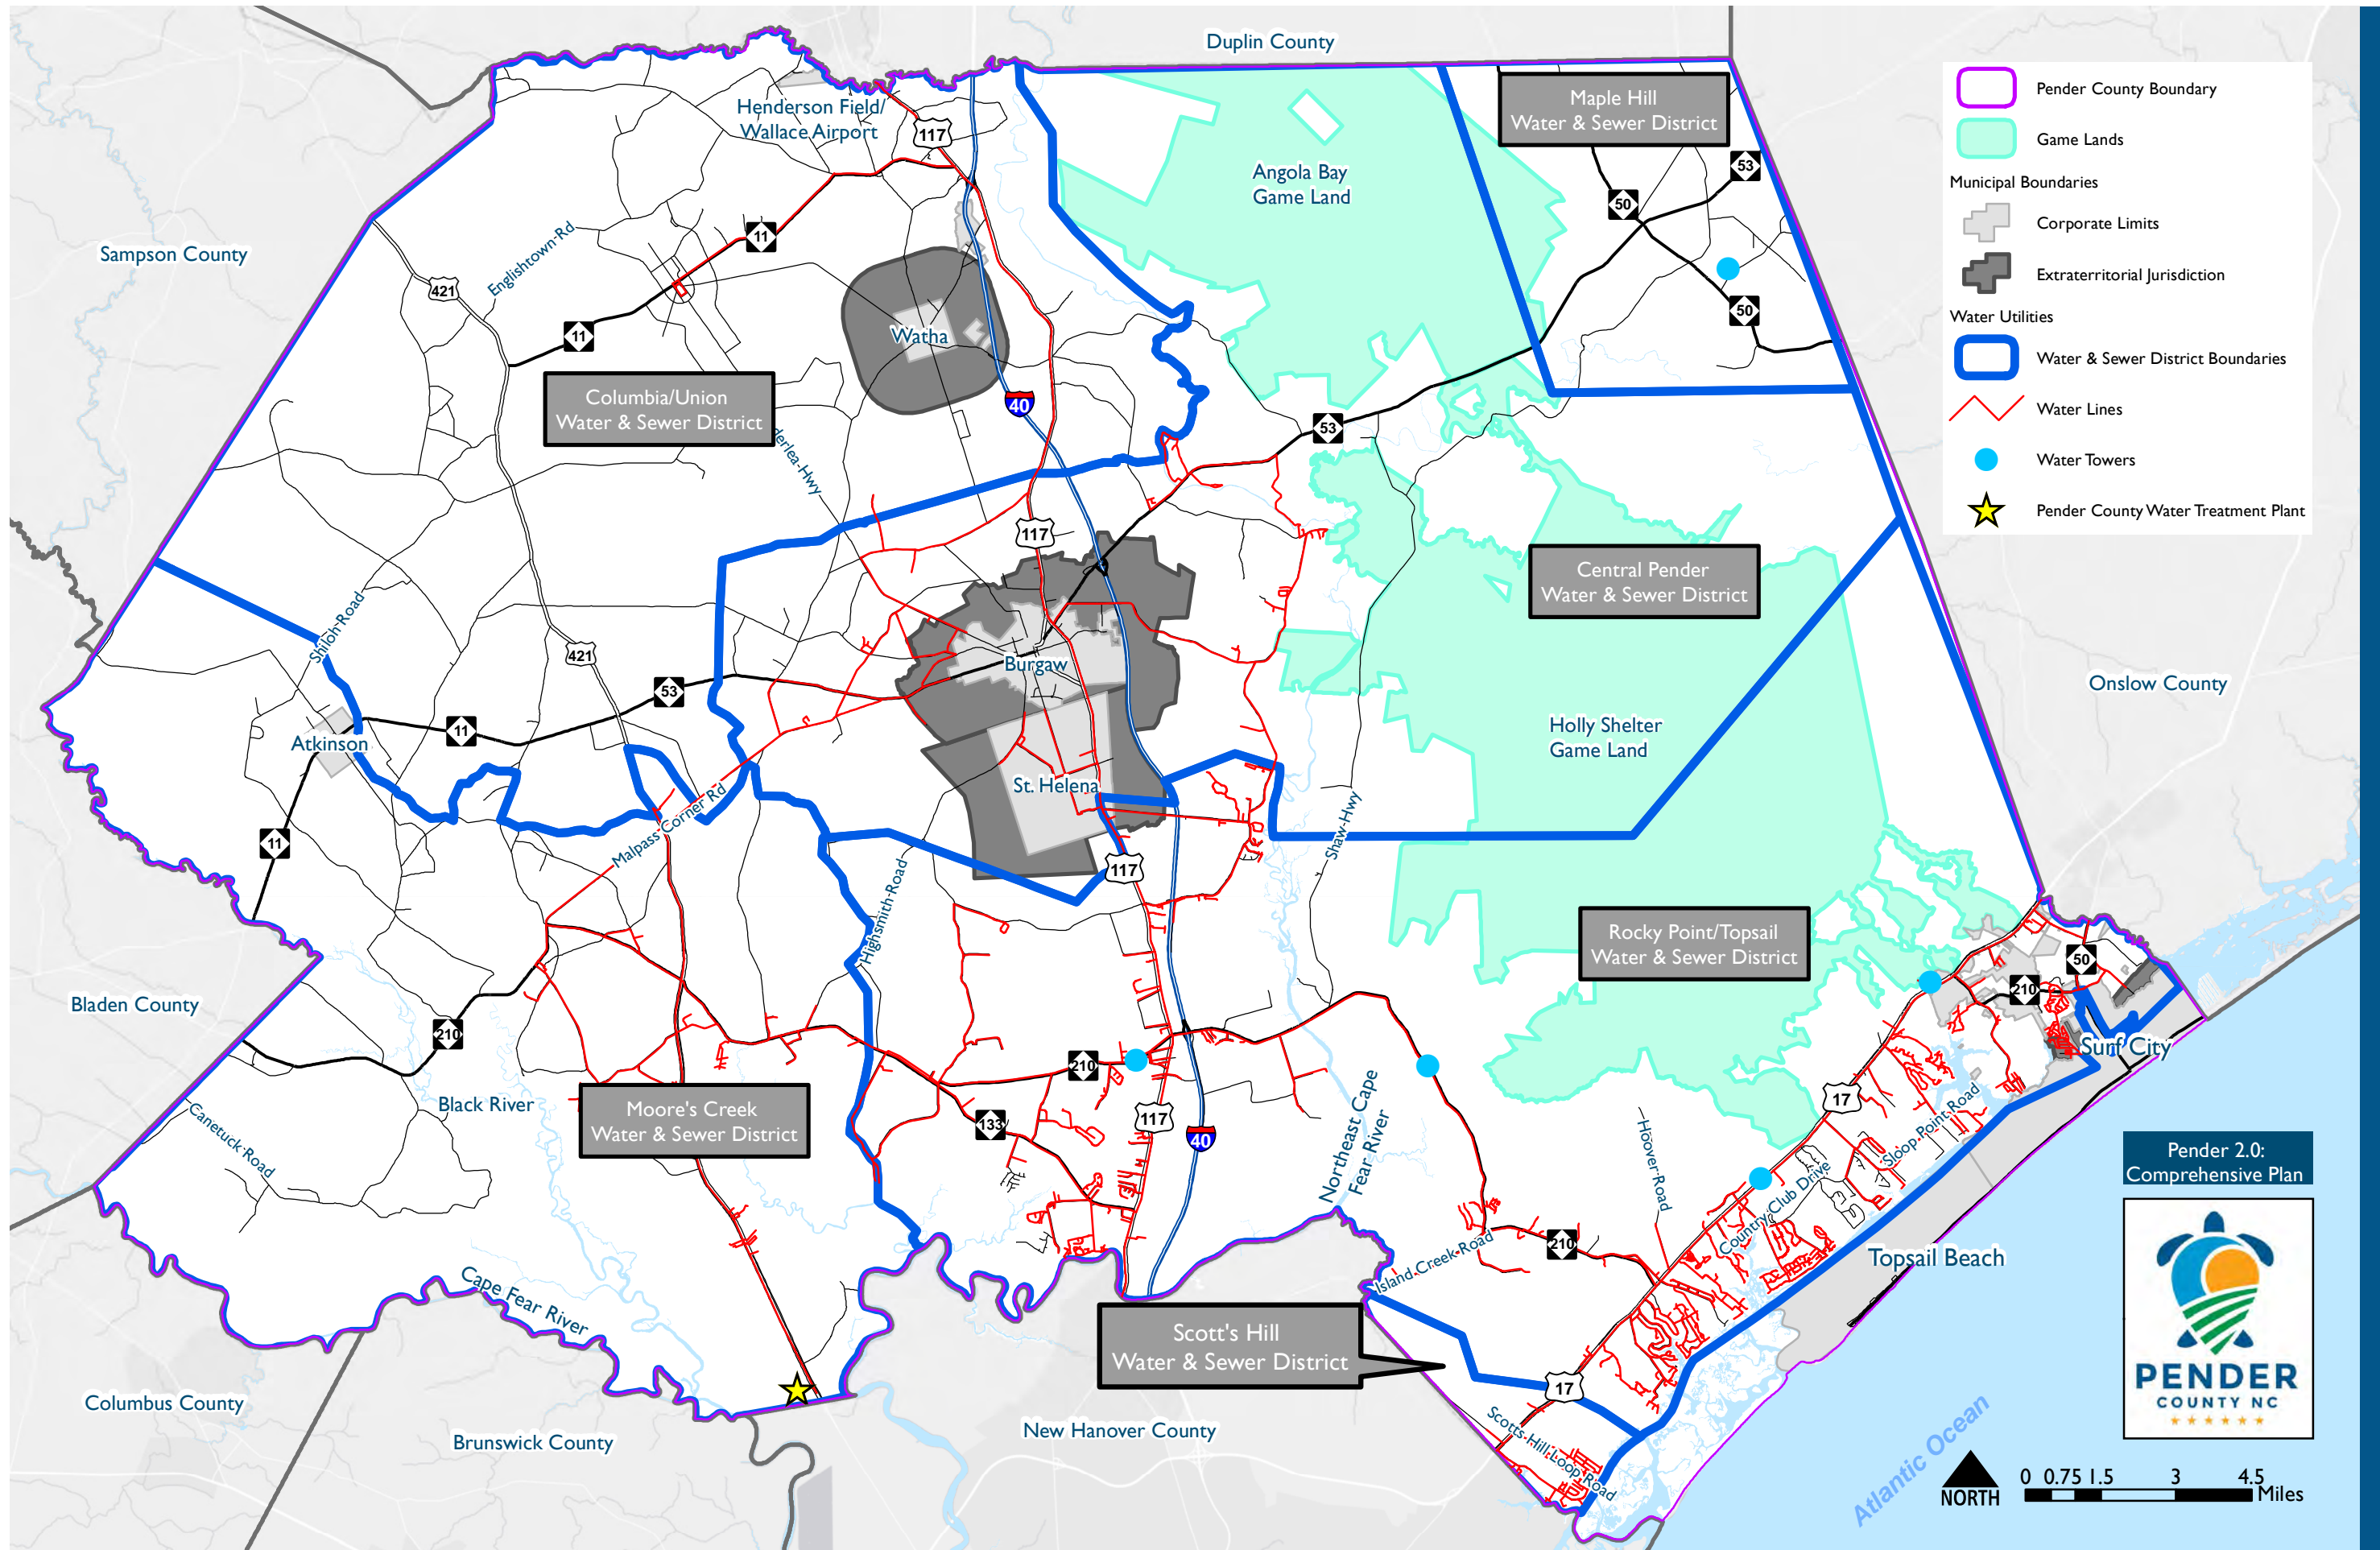 Duplin County
Henderson Field/
Wallace Airport
117
Maple Hill
Water & Sewer District
53
50
50
Angola Bay
Game Land
Sampson County
Englishtown-Rd
11
421
11
Watha
Columbia/Union
Water & Sewer District
derlea-Hwy
40
53
117
Central Pender
Water & Sewer District
Shiloh-Road
421
Burgaw
53
11
Atkinson
Holly Shelter
Game Land
Onslow County
St. Helena
Malpass Corner Rd
11
Shaw-Hwy
117
Highsmith-Road
Rocky Point/Topsail
Water & Sewer District
50
210
Surf City
Bladen County
210
210
Black River
Canetuck Road
Moore's Creek
Water & Sewer District
133
117
40
Northeast Cape
Fear River
Hoover Road
17
Sloop Point Road
Country Club Drive
Topsail Beach
210
Island Creek Road
Cape Fear River
Scott's Hill
Water & Sewer District
17
Scotts Hill Loop Road
Columbus County
Brunswick County
New Hanover County
Atlantic Ocean
Pender County Boundary
Game Lands
Municipal Boundaries
Corporate Limits
Extraterritorial Jurisdiction
Water Utilities
Water & Sewer District Boundaries
Water Lines
Water Towers
Pender County Water Treatment Plant
Pender 2.0:
Comprehensive Plan
PENDER
COUNTY NC
NORTH
0 0.75 1.5 3 4.5
Miles